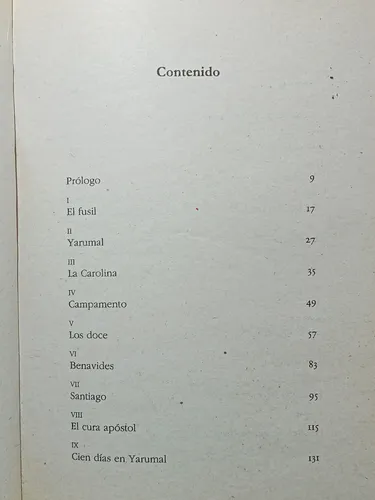 Contenido
Prólogo 9
I
El fusil 17
II
Yarumal 27
III
La Carolina 35
IV
Campamento 49
V
Los doce 57
VI
Benavides 83
VII
Santiago 95
VIII
El cura apóstol 115
IX
Cien días en Yarumal 131